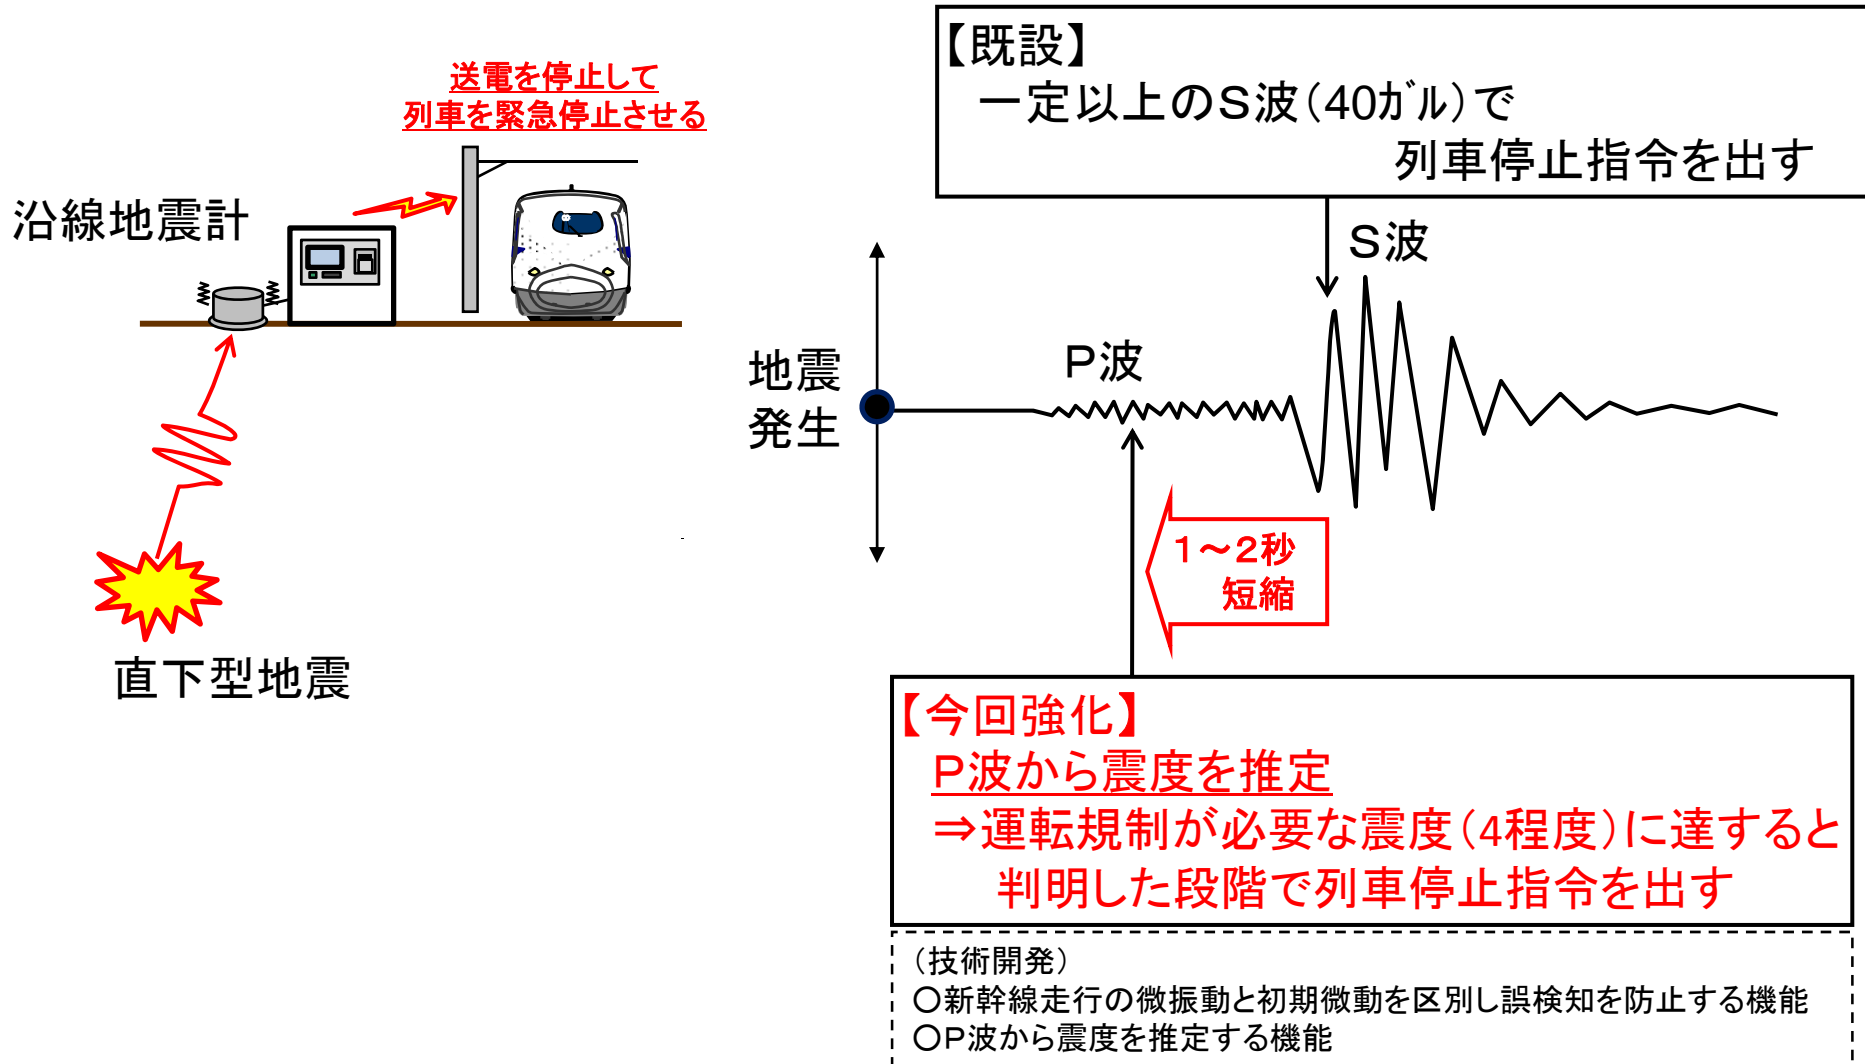 送電を停止して
列車を緊急停止させる
沿線地震計
直下型地震
【既設】
一定以上のS波(40ガル)で
列車停止指令を出す
S波
P波
地震
発生
1～2秒
短縮
【今回強化】
P波から震度を推定
⇒運転規制が必要な震度(4程度)に達すると
判明した段階で列車停止指令を出す
(技術開発)
○新幹線走行の微振動と初期微動を区別し誤検知を防止する機能
○P波から震度を推定する機能